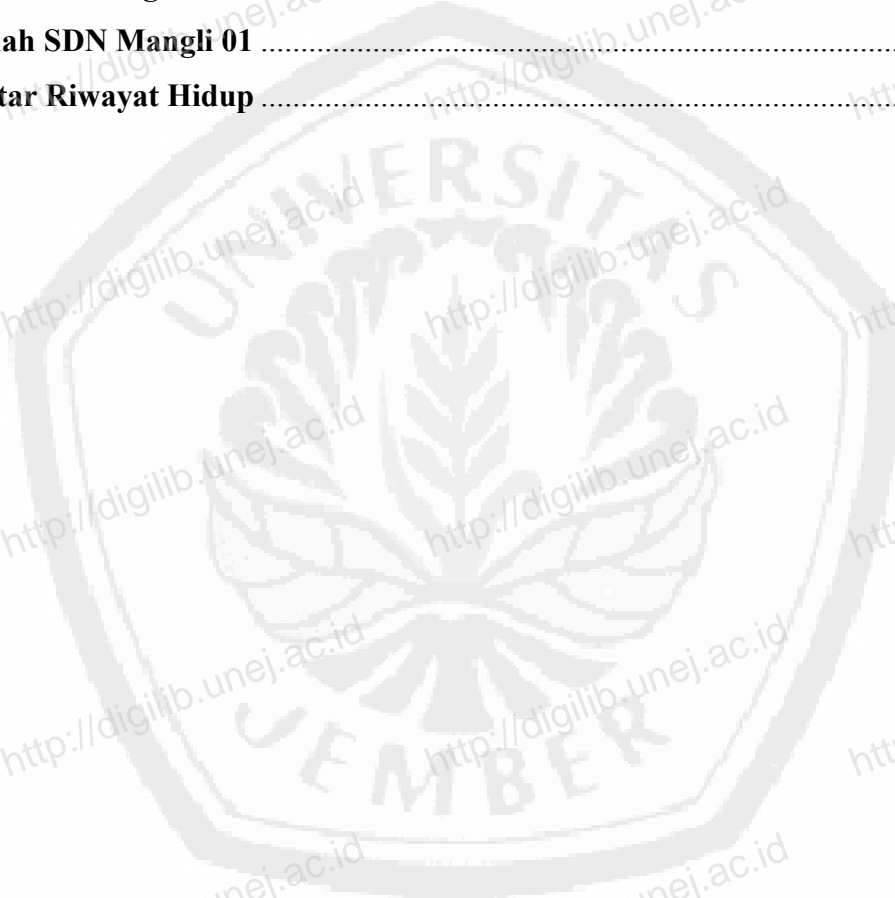 ah SDN Mangli 01 ................................................................................
tar Riwayat Hidup ................................................................................
UNIVERSITAS
http://digilib.unej.ac.id http://digilib.unej.ac.id
http://digilib.unej.ac.id http://digilib.unej.ac.id
http://digilib.unej.ac.id http://digilib.unej.ac.id
JEMBER